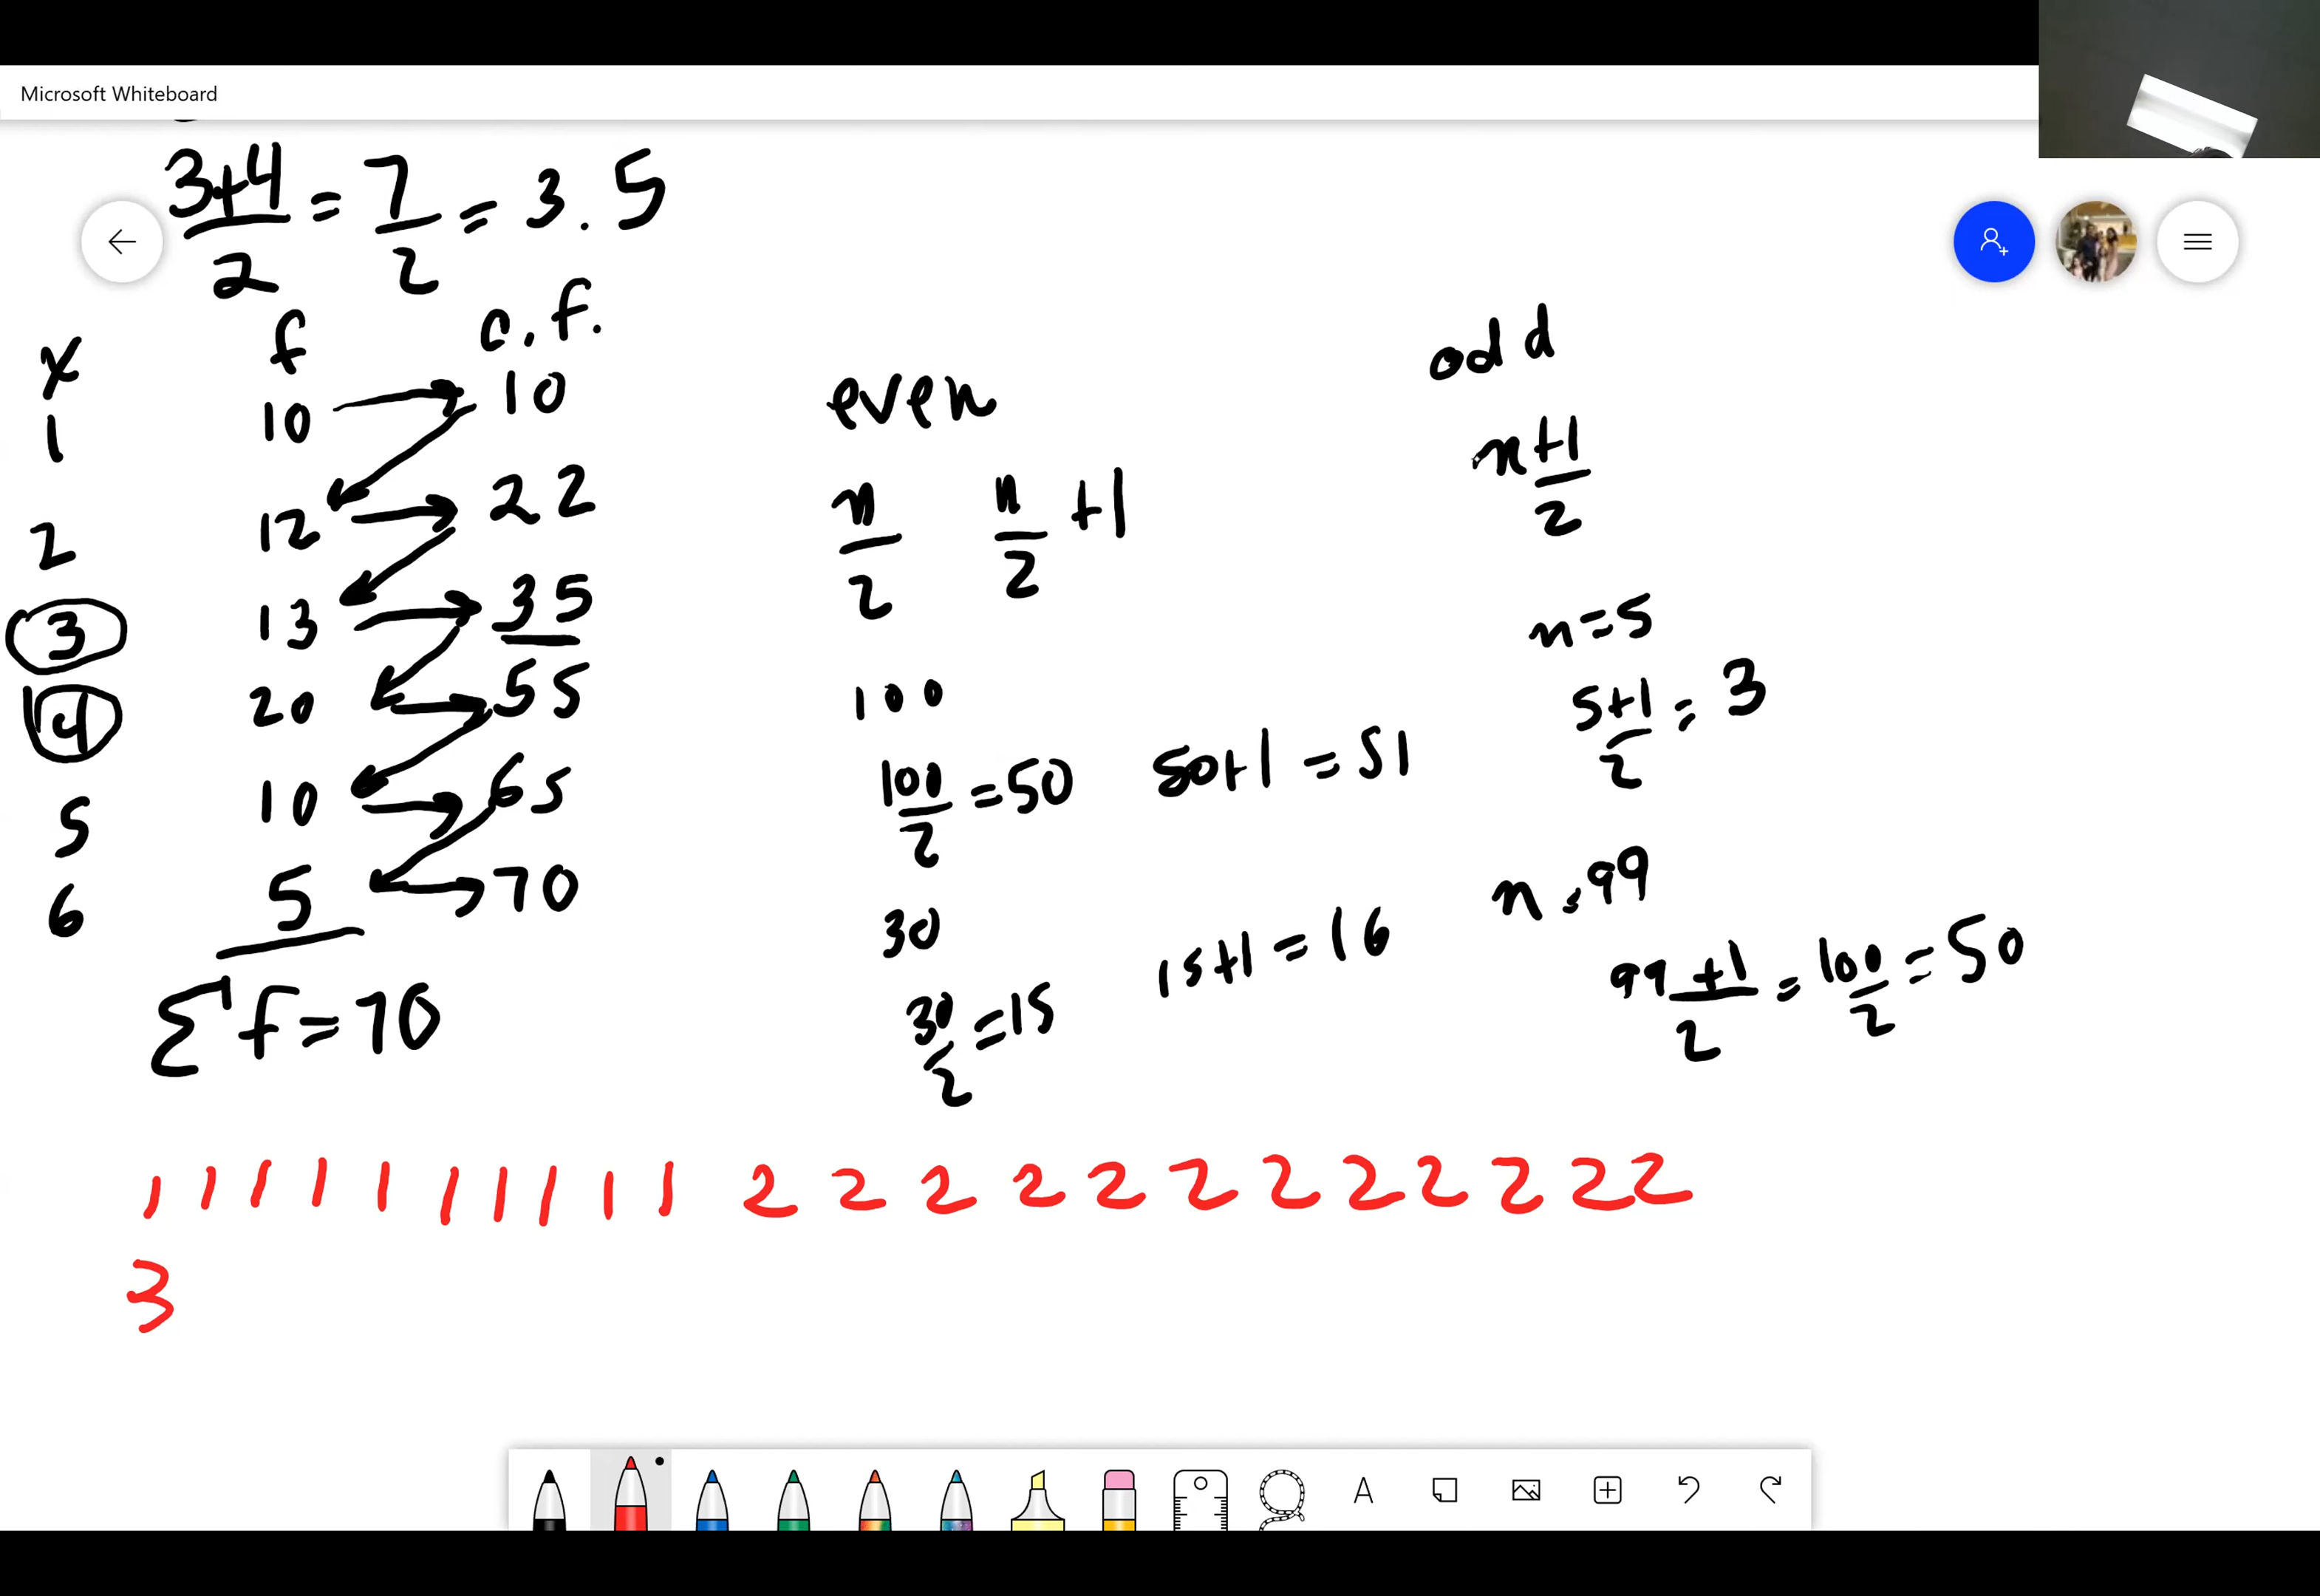 Microsoft Whiteboard
3+4/2 = 7/2 = 3.5
x f c.f.
1 10 10
2 12 22
3 13 35
4 20 55
5 10 65
6 5 70
Σf = 70
even
n/2 n/2 +1
100
100/2 = 50 50+1 = 51
30
30/2 = 15 15+1 = 16
odd
n+1/2
n=5
5+1/2 = 3
n=99
99+1/2 = 100/2 = 50
1 1 1 1 1 1 1 1 1 1 2 2 2 2 2 2 2 2 2 2 2 2
3
A